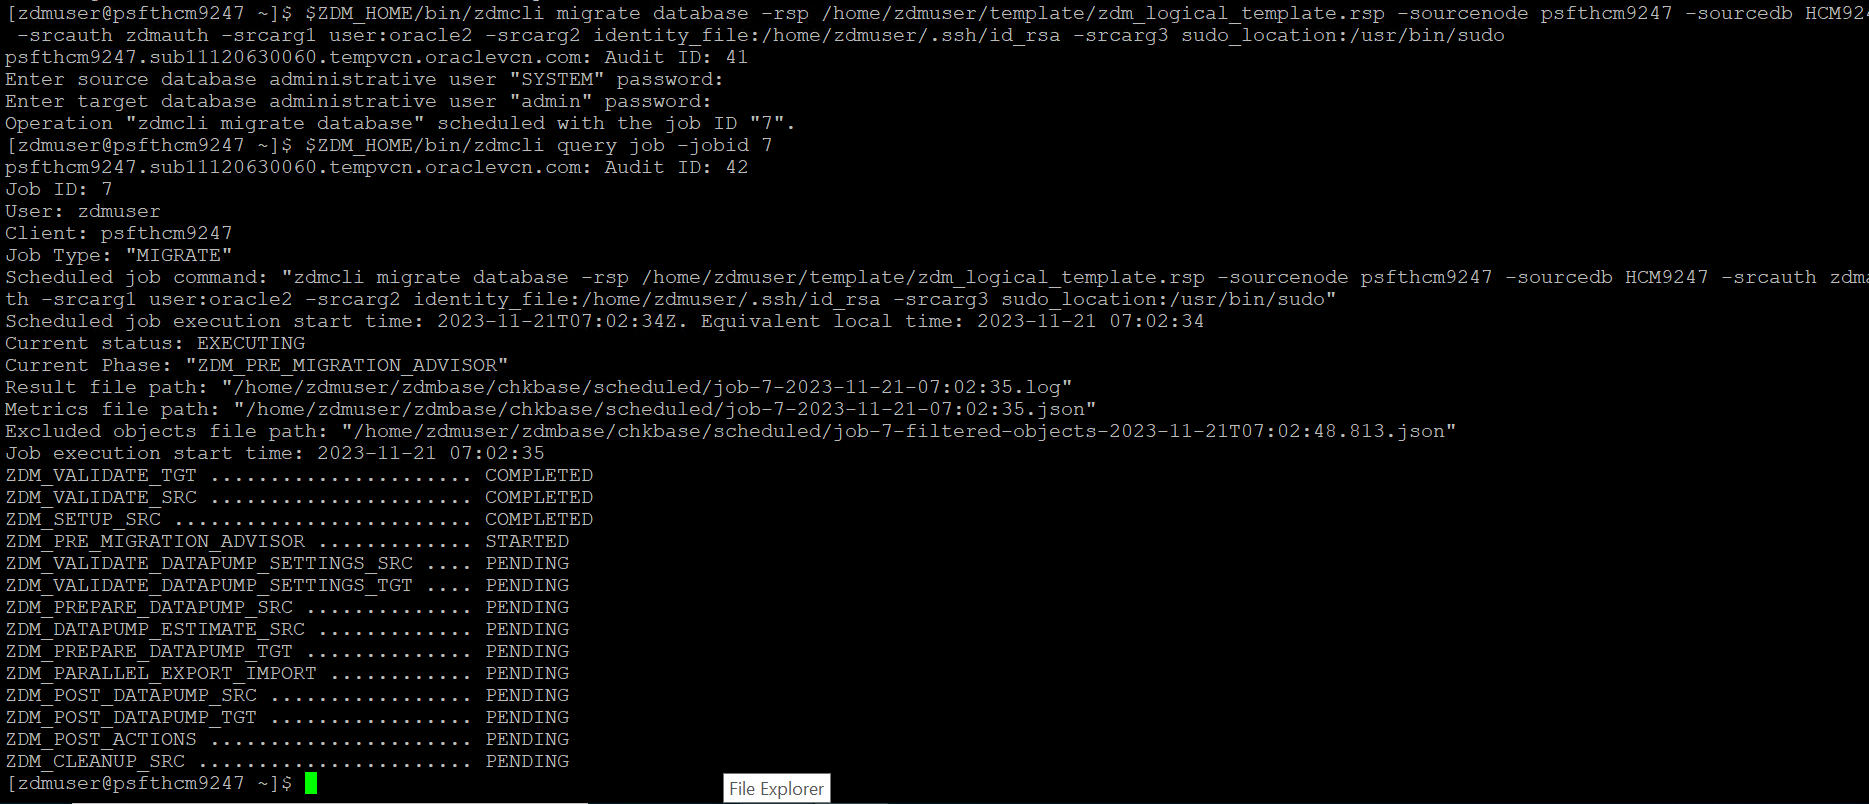 [zdmuser@psfthcm9247 ~]$ $ZDM_HOME/bin/zdmcli migrate database -rsp /home/zdmuser/template/zdm_logical_template.rsp -sourcenode psfthcm9247 -sourcedb HCM924
-srcauth zdmauth -srcarg1 user:oracle2 -srcarg2 identity_file:/home/zdmuser/.ssh/id_rsa -srcarg3 sudo_location:/usr/bin/sudo
psfthcm9247.sub11120630060.tempvcn.oraclevcn.com: Audit ID: 41
Enter source database administrative user "SYSTEM" password:
Enter target database administrative user "admin" password:
Operation "zdmcli migrate database" scheduled with the job ID "7".
[zdmuser@psfthcm9247 ~]$ $ZDM_HOME/bin/zdmcli query job -jobid 7
psfthcm9247.sub11120630060.tempvcn.oraclevcn.com: Audit ID: 42
Job ID: 7
User: zdmuser
Client: psfthcm9247
Job Type: "MIGRATE"
Scheduled job command: "zdmcli migrate database -rsp /home/zdmuser/template/zdm_logical_template.rsp -sourcenode psfthcm9247 -sourcedb HCM9247 -srcauth zdma
th -srcarg1 user:oracle2 -srcarg2 identity_file:/home/zdmuser/.ssh/id_rsa -srcarg3 sudo_location:/usr/bin/sudo"
Scheduled job execution start time: 2023-11-21T07:02:34Z. Equivalent local time: 2023-11-21 07:02:34
Current status: EXECUTING
Current Phase: "ZDM_PRE_MIGRATION_ADVISOR"
Result file path: "/home/zdmuser/zdmbase/chkbase/scheduled/job-7-2023-11-21-07:02:35.log"
Metrics file path: "/home/zdmuser/zdmbase/chkbase/scheduled/job-7-2023-11-21-07:02:35.json"
Excluded objects file path: "/home/zdmuser/zdmbase/chkbase/scheduled/job-7-filtered-objects-2023-11-21T07:02:48.813.json"
Job execution start time: 2023-11-21 07:02:35
ZDM_VALIDATE_TGT ...................... COMPLETED
ZDM_VALIDATE_SRC ...................... COMPLETED
ZDM_SETUP_SRC ......................... COMPLETED
ZDM_PRE_MIGRATION_ADVISOR ............. STARTED
ZDM_VALIDATE_DATAPUMP_SETTINGS_SRC .... PENDING
ZDM_VALIDATE_DATAPUMP_SETTINGS_TGT .... PENDING
ZDM_PREPARE_DATAPUMP_SRC .............. PENDING
ZDM_DATAPUMP_ESTIMATE_SRC ............. PENDING
ZDM_PREPARE_DATAPUMP_TGT .............. PENDING
ZDM_PARALLEL_EXPORT_IMPORT ............ PENDING
ZDM_POST_DATAPUMP_SRC ................. PENDING
ZDM_POST_DATAPUMP_TGT ................. PENDING
ZDM_POST_ACTIONS ...................... PENDING
ZDM_CLEANUP_SRC ....................... PENDING
[zdmuser@psfthcm9247 ~]$
File Explorer